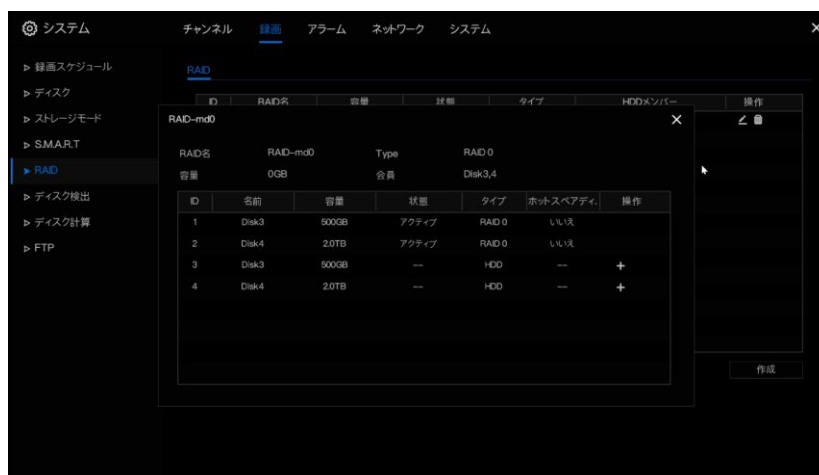 システム チャンネル 録画 アラーム ネットワーク システム
録画スケジュール
RAID
ディスク
ID RAID名 容量 状態 タイプ HDDメンバー 操作
ストレージモード
RAID-md0
S.M.A.R.T
RAID名 RAID-md0 Type RAID 0
RAID
容量 0GB 会員 Disk3,4
ディスク検出
ID 名前 容量 状態 タイプ ホットスペアディ. 操作
ディスク計算
1 Disk3 500GB アクティブ RAID 0 いいえ
2 Disk4 2.0TB アクティブ RAID 0 いいえ
FTP
3 Disk3 500GB -- HDD -- +
4 Disk4 2.0TB -- HDD -- +
作成